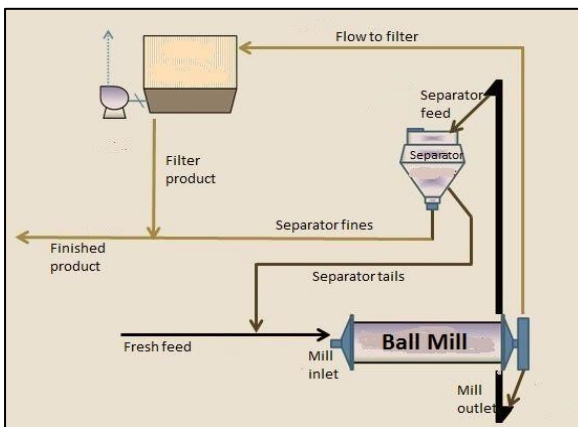 Flow to filter
Separator
feed
Separator
Filter
product
Separator fines
Finished
product
Separator tails
Fresh feed
Mill
inlet
Ball Mill
Mill
outlet